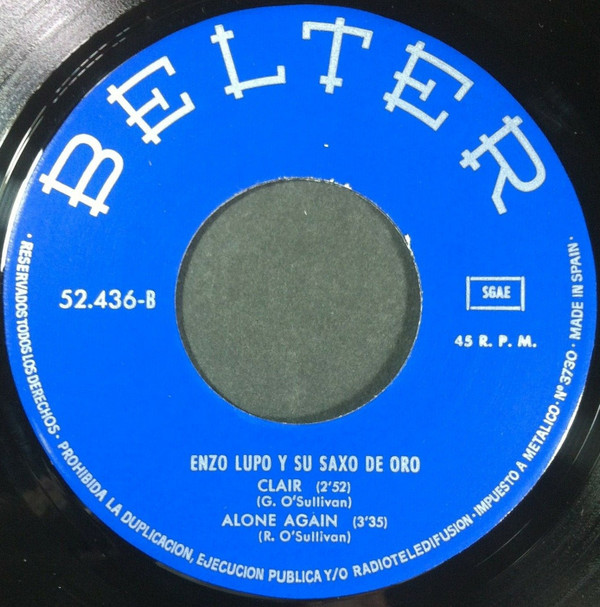 BELTER
52.436-B
SGAE
45 R. P. M.
ENZO LUPO Y SU SAXO DE ORO
CLAIR (2'52)
(G. O'Sullivan)
ALONE AGAIN (3'35)
(R. O'Sullivan)
· RESERVADOS TODOS LOS DERECHOS · PROHIBIDA LA DUPLICACION, EJECUCION PUBLICA Y/O RADIOTELEDIFUSION · IMPUESTO A METALICO · Nº 3730 · MADE IN SPAIN ·